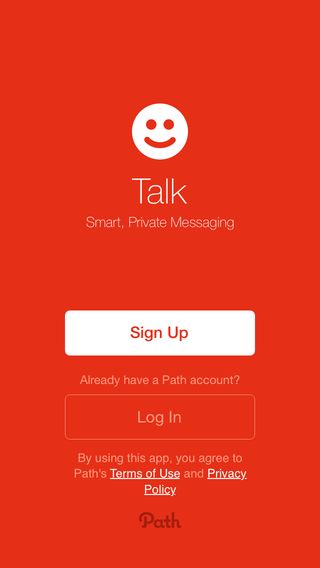 Talk
Smart, Private Messaging
Sign Up
Already have a Path account?
Log In
By using this app, you agree to
Path's Terms of Use and Privacy
Policy
Path